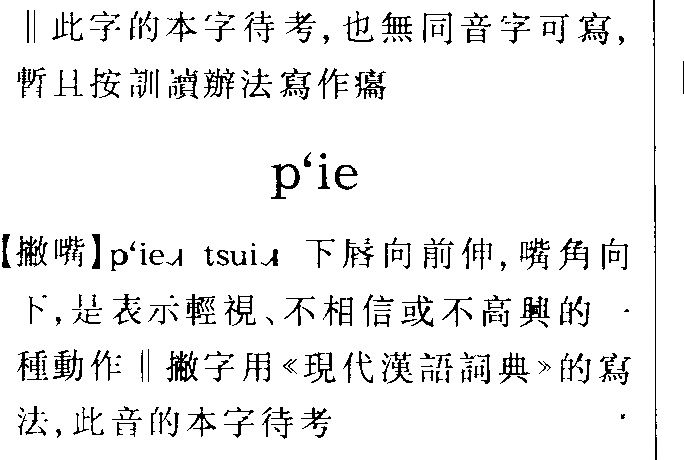 ‖此字的本字待考,也無同音字可寫,
暫且按訓讀辦法寫作癟
p‘ie
【撇嘴】p‘ie tsui 下唇向前伸,嘴角向
下,是表示輕視、不相信或不高興的一
種動作‖撇字用《現代漢語詞典》的寫
法,此音的本字待考